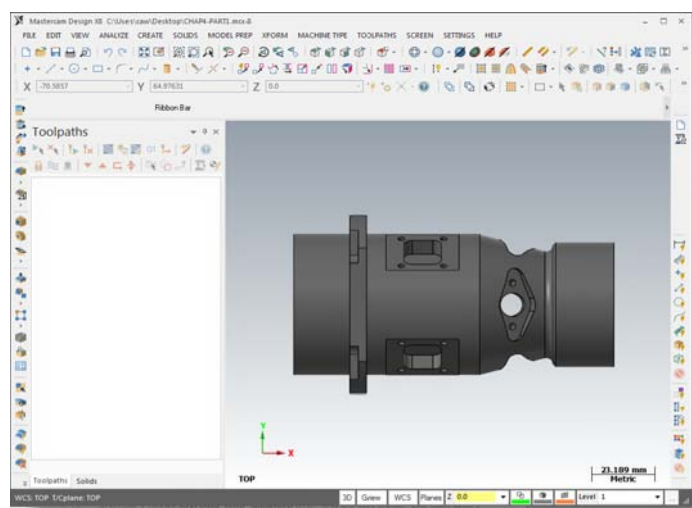 Mastercam Design X8 C:\Users\saw\Desktop\CHAP4-PART1.mcx-8
FILE EDIT VIEW ANALYZE CREATE SOLIDS MODEL PREP XFORM MACHINE TYPE TOOLPATHS SCREEN SETTINGS HELP
X -70.5857 Y 64.97631 Z 0.0
Ribbon Bar
Toolpaths
Y
X
TOP
23.189 mm
Metric
Toolpaths Solids
WCS: TOP T/Cplane: TOP 3D Gview WCS Planes Z 0.0 Level 1